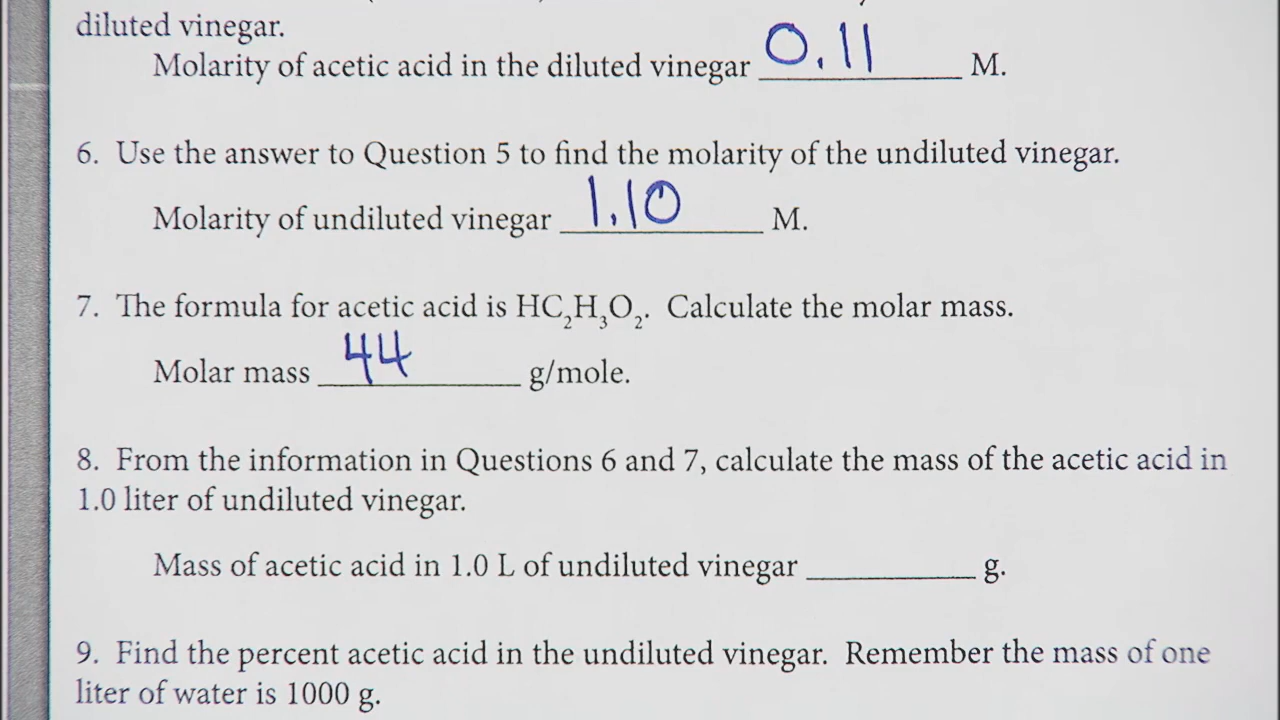 diluted vinegar.
Molarity of acetic acid in the diluted vinegar 0.11 M.
6. Use the answer to Question 5 to find the molarity of the undiluted vinegar.
Molarity of undiluted vinegar 1.10 M.
7. The formula for acetic acid is HC₂H₃O₂. Calculate the molar mass.
Molar mass 44 g/mole.
8. From the information in Questions 6 and 7, calculate the mass of the acetic acid in
1.0 liter of undiluted vinegar.
Mass of acetic acid in 1.0 L of undiluted vinegar ________ g.
9. Find the percent acetic acid in the undiluted vinegar. Remember the mass of one
liter of water is 1000 g.